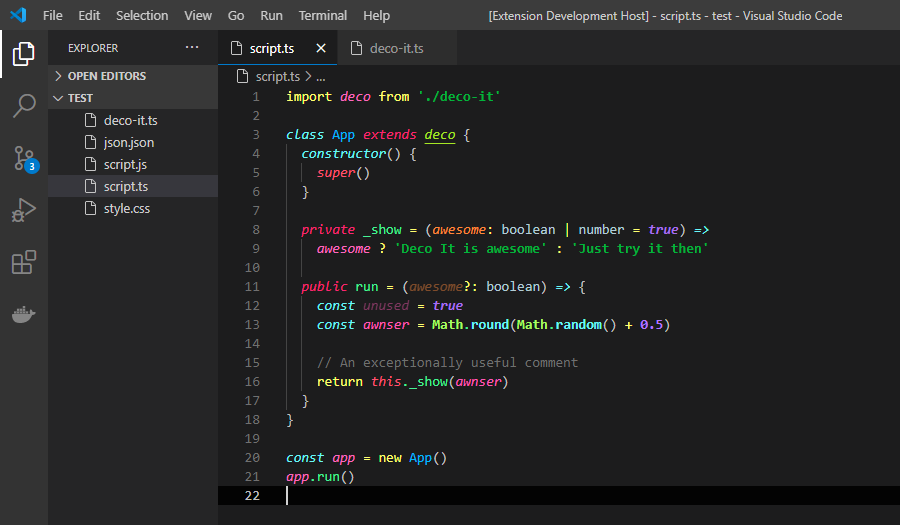 File Edit Selection View Go Run Terminal Help [Extension Development Host] - script.ts - test - Visual Studio Code
EXPLORER ...
OPEN EDITORS
TEST
deco-it.ts
json.json
script.js
script.ts
style.css
3
script.ts × deco-it.ts
script.ts > ...
1 import deco from './deco-it'
2
3 class App extends deco {
4 constructor() {
5 super()
6 }
7
8 private _show = (awesome: boolean | number = true) =>
9 awesome ? 'Deco It is awesome' : 'Just try it then'
10
11 public run = (awesome?: boolean) => {
12 const unused = true
13 const awnser = Math.round(Math.random() + 0.5)
14
15 // An exceptionally useful comment
16 return this._show(awnser)
17 }
18 }
19
20 const app = new App()
21 app.run()
22